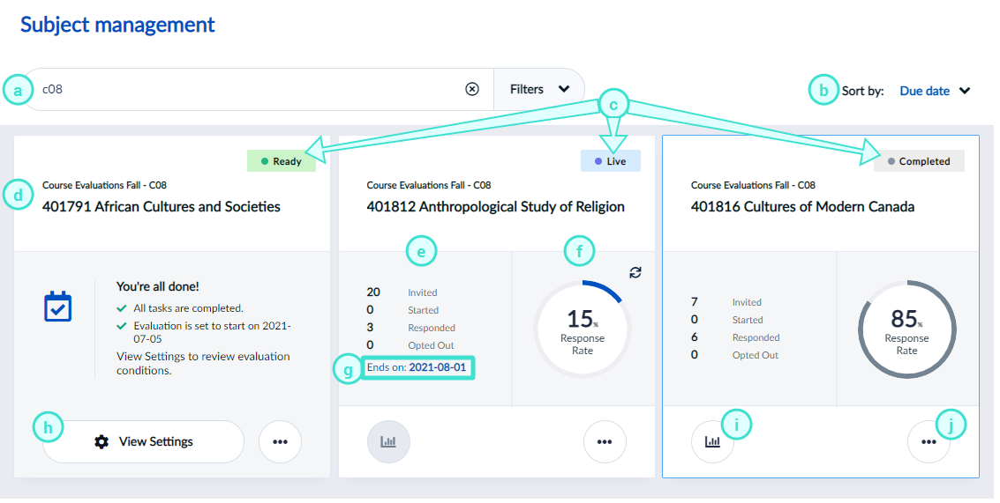 Subject management
a
c08
Filters
b
Sort by:
Due date
c
Ready
Live
Completed
d
Course Evaluations Fall - C08
401791 African Cultures and Societies
Course Evaluations Fall - C08
401812 Anthropological Study of Religion
Course Evaluations Fall - C08
401816 Cultures of Modern Canada
You're all done!
All tasks are completed.
Evaluation is set to start on 2021-
07-05
View Settings to review evaluation
conditions.
e
20 Invited
0 Started
3 Responded
0 Opted Out
g
Ends on: 2021-08-01
f
15%
Response
Rate
7 Invited
0 Started
6 Responded
0 Opted Out
85%
Response
Rate
h
View Settings
i
j